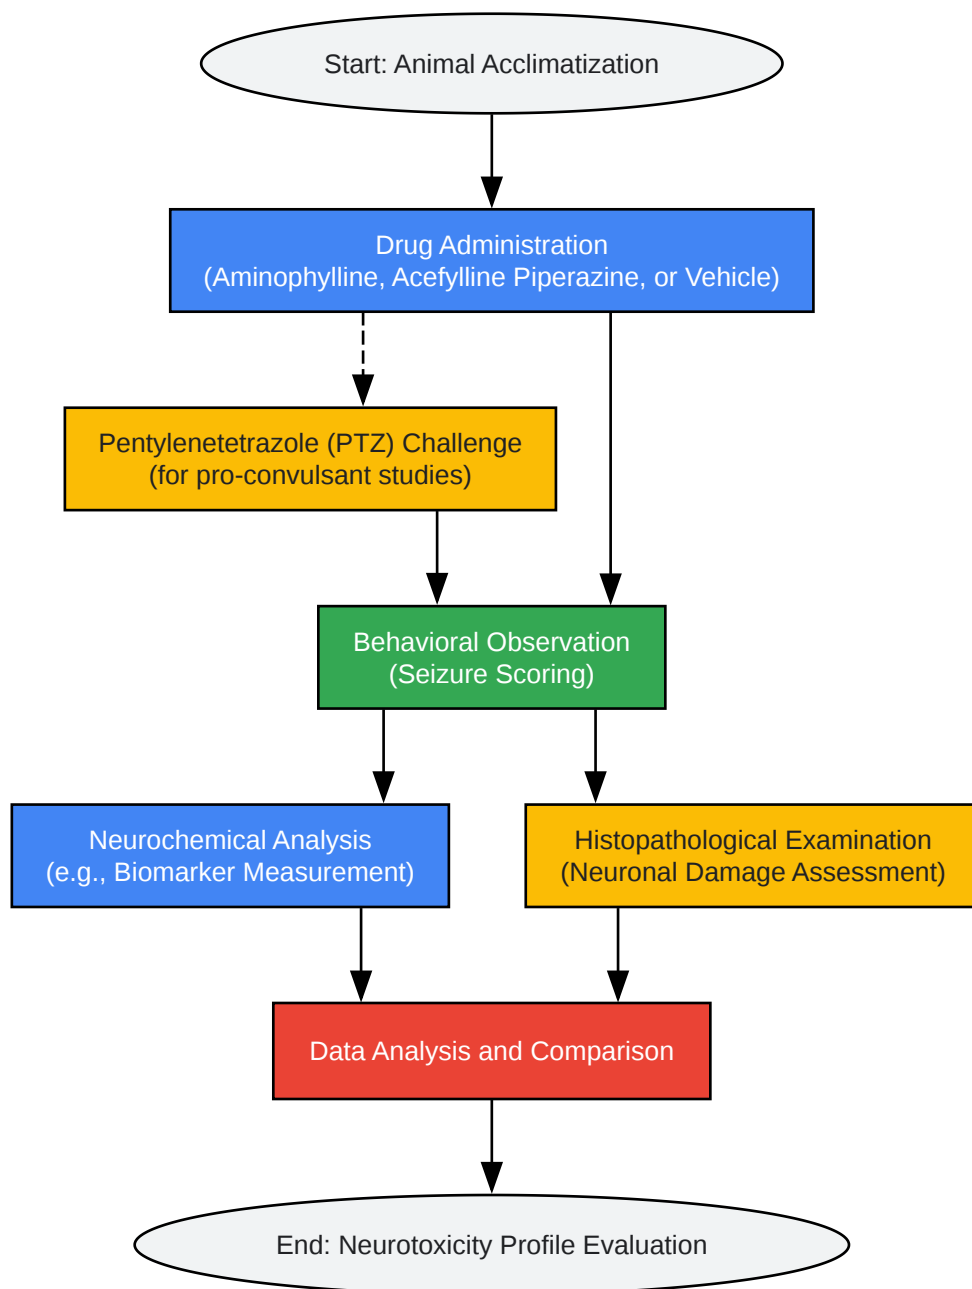 Start: Animal Acclimatization
Drug Administration
(Aminophylline, Acefylline Piperazine, or Vehicle)
Pentylenetetrazole (PTZ) Challenge
(for pro-convulsant studies)
Behavioral Observation
(Seizure Scoring)
Neurochemical Analysis
(e.g., Biomarker Measurement)
Histopathological Examination
(Neuronal Damage Assessment)
Data Analysis and Comparison
End: Neurotoxicity Profile Evaluation